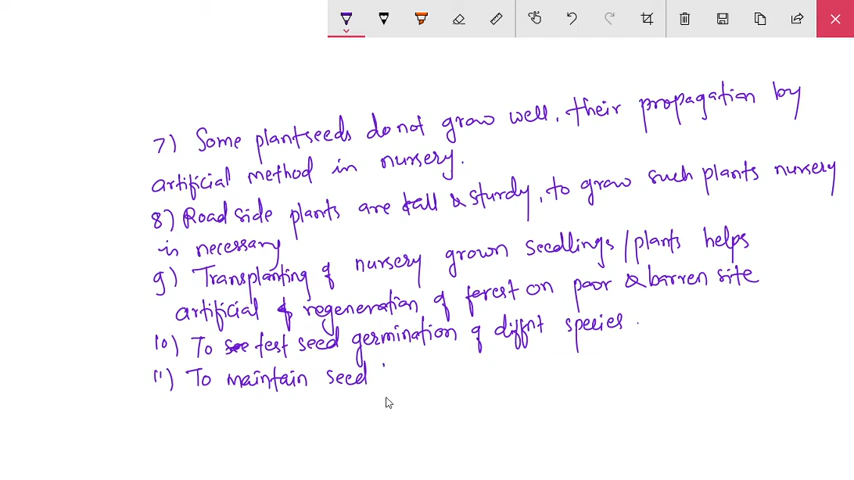 7) Some plantseeds do not grow well, their propagation by
artificial method in nursery.
8) Road side plants are tall & sturdy, to grow such plants nursery
is necessary
9) Transplanting of nursery grown seedlings/plants helps
artificial regeneration of forest on poor & barren site
10) To test seed germination of diffnt species.
11) To maintain seed